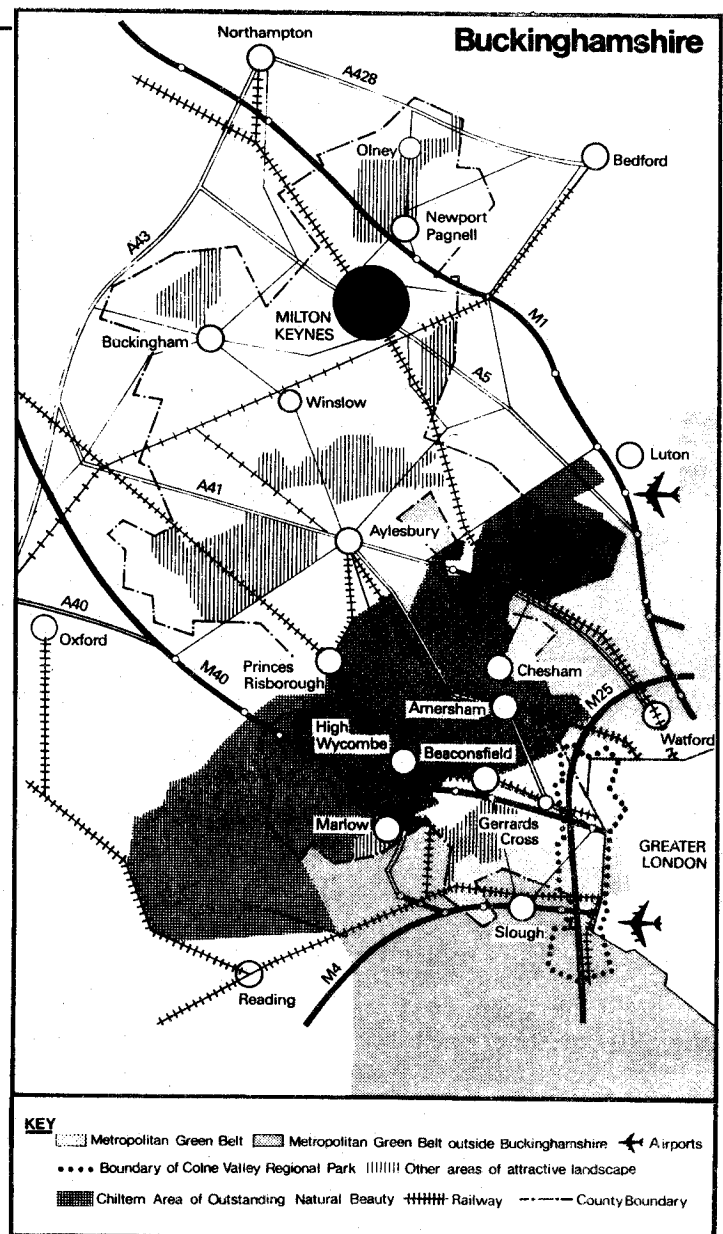 Buckinghamshire
Northampton
A428
Olney
Bedford
Newport
Pagnell
A43
MILTON
KEYNES
M1
Buckingham
A5
Winslow
Luton
A41
Aylesbury
A40
Oxford
Princes
Risborough
M40
Chesham
M25
Amersham
High
Wycombe
Watford
Beaconsfield
Marlow
Gerrards
Cross
GREATER
LONDON
Slough
M4
Reading
KEY
Metropolitan Green Belt Metropolitan Green Belt outside Buckinghamshire Airports
Boundary of Colne Valley Regional Park Other areas of attractive landscape
Chiltern Area of Outstanding Natural Beauty Railway County Boundary